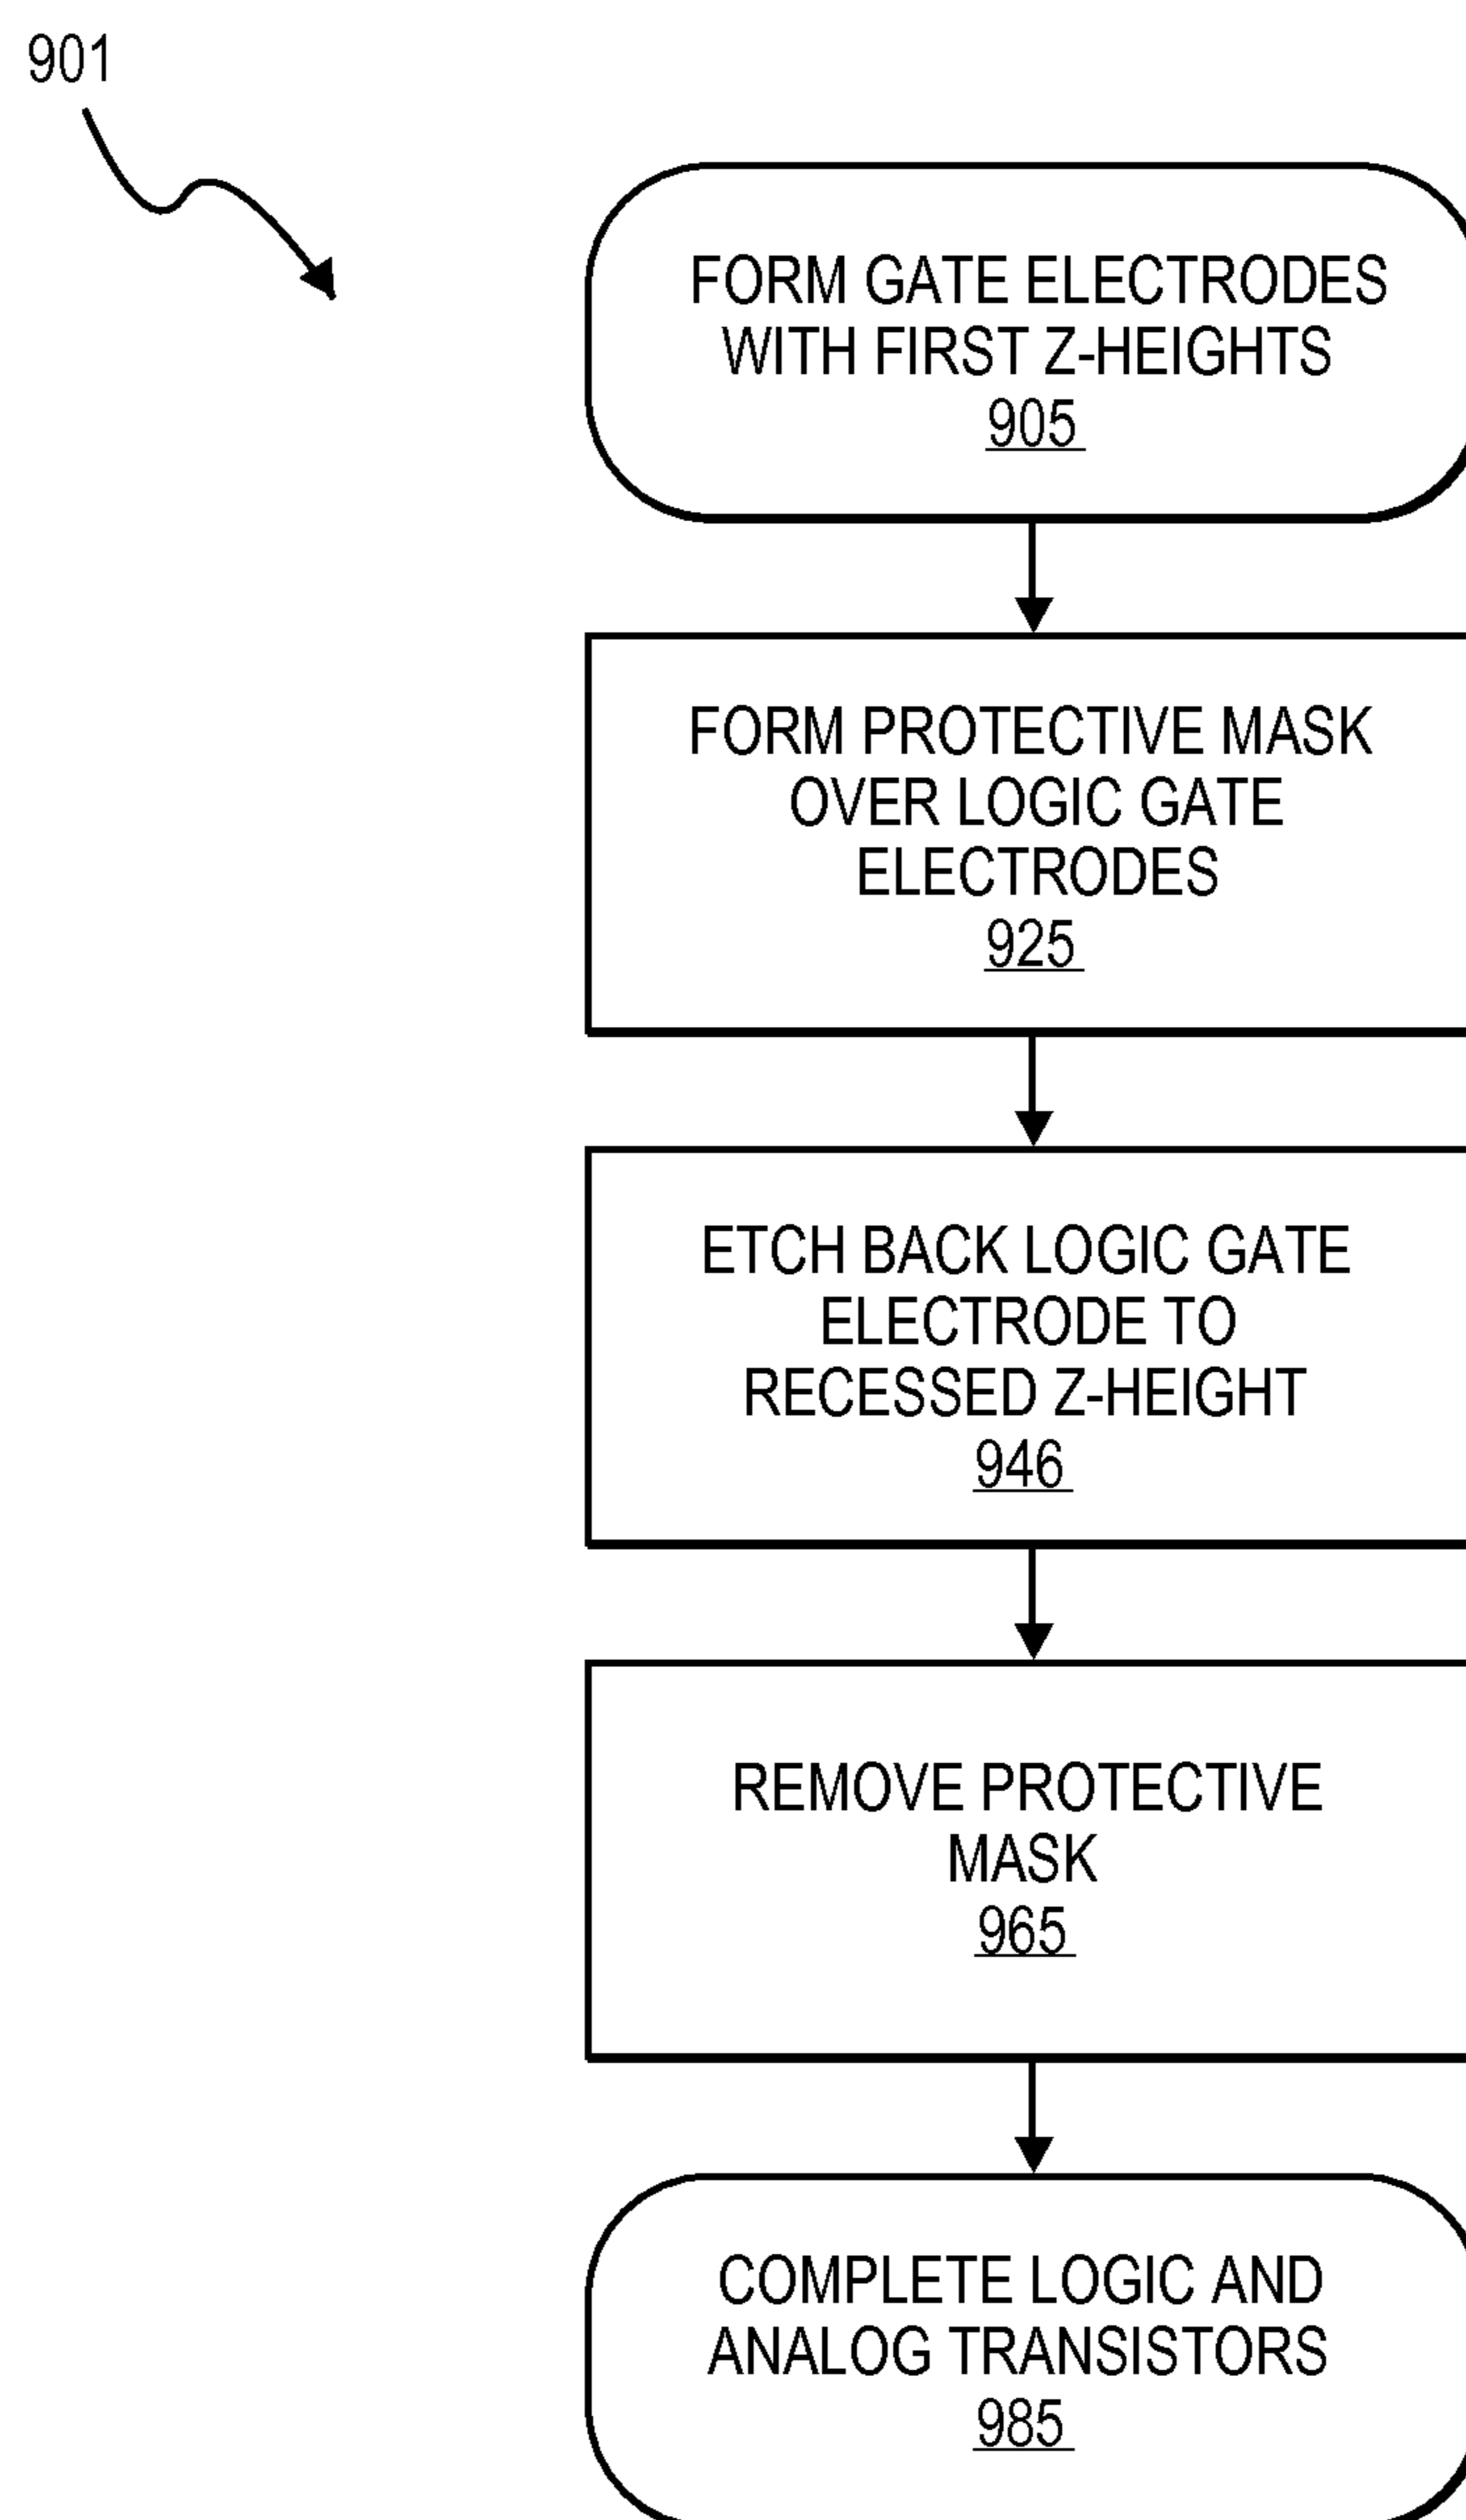 901
FORM GATE ELECTRODES
WITH FIRST Z-HEIGHTS
905
FORM PROTECTIVE MASK
OVER LOGIC GATE
ELECTRODES
925
ETCH BACK LOGIC GATE
ELECTRODE TO
RECESSED Z-HEIGHT
946
REMOVE PROTECTIVE
MASK
965
COMPLETE LOGIC AND
ANALOG TRANSISTORS
985